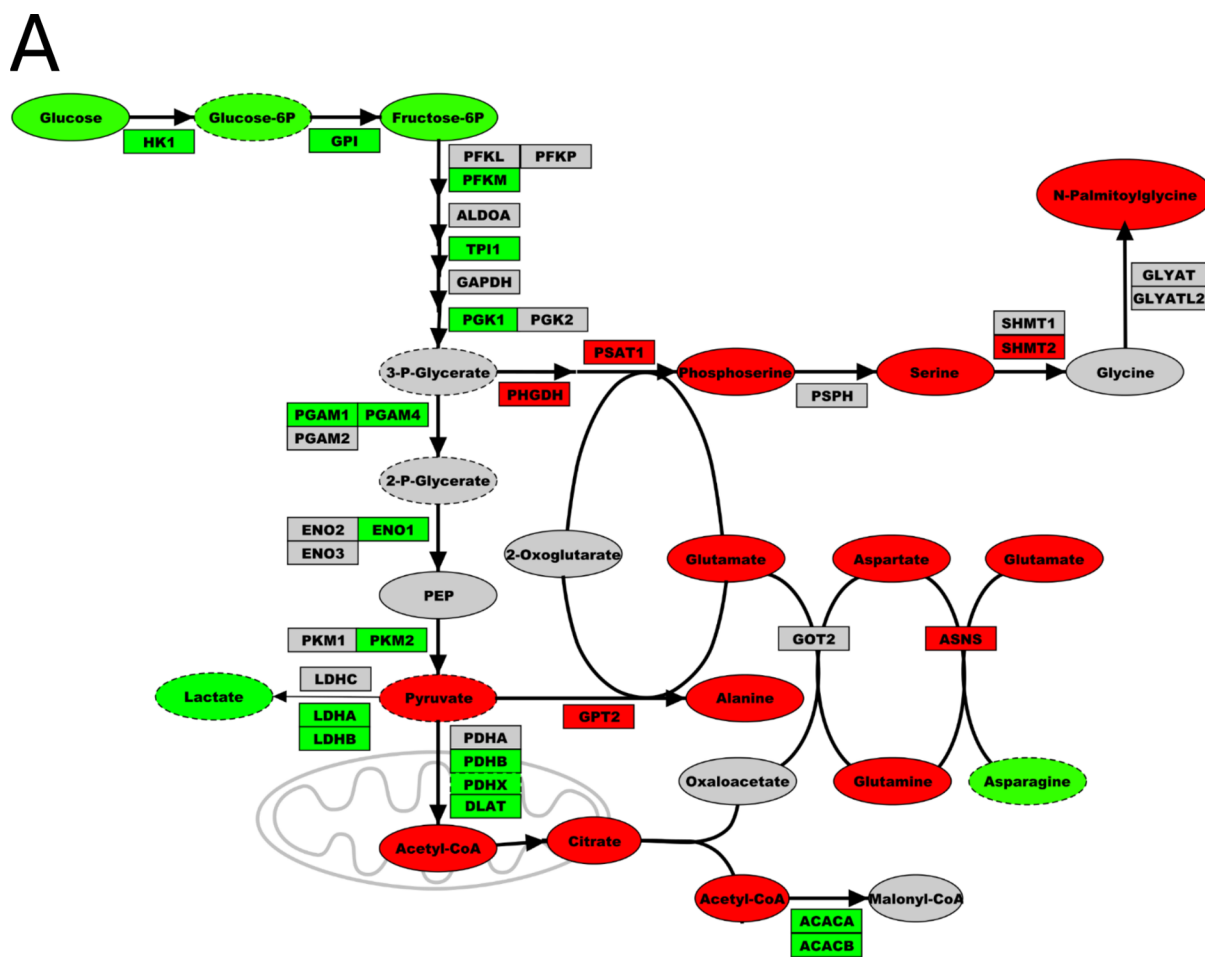 A
Glucose
Glucose-6P
Fructose-6P
HK1
GPI
PFKL PFKP
PFKM
ALDOA
TPI1
GAPDH
PGK1 PGK2
N-Palmitoylglycine
GLYAT
GLYATL2
SHMT1
SHMT2
PSAT1
3-P-Glycerate
Phosphoserine
Serine
Glycine
PHGDH
PSPH
PGAM1 PGAM4
PGAM2
2-P-Glycerate
ENO2 ENO1
ENO3
2-Oxoglutarate
Glutamate
Aspartate
Glutamate
PEP
PKM1 PKM2
GOT2
ASNS
LDHC
Lactate
Pyruvate
Alanine
LDHA
LDHB
GPT2
PDHA
PDHB
PDHX
DLAT
Oxaloacetate
Glutamine
Asparagine
Acetyl-CoA
Citrate
Acetyl-CoA
Malonyl-CoA
ACACA
ACACB